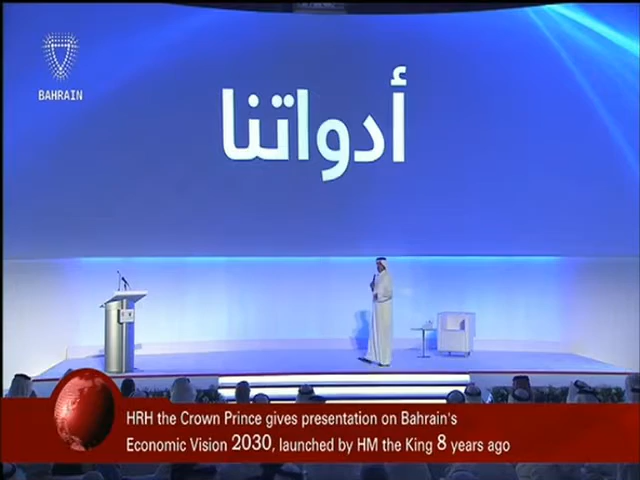 BAHRAIN
أدواتنا
HRH the Crown Prince gives presentation on Bahrain's
Economic Vision 2030, launched by HM the King 8 years ago